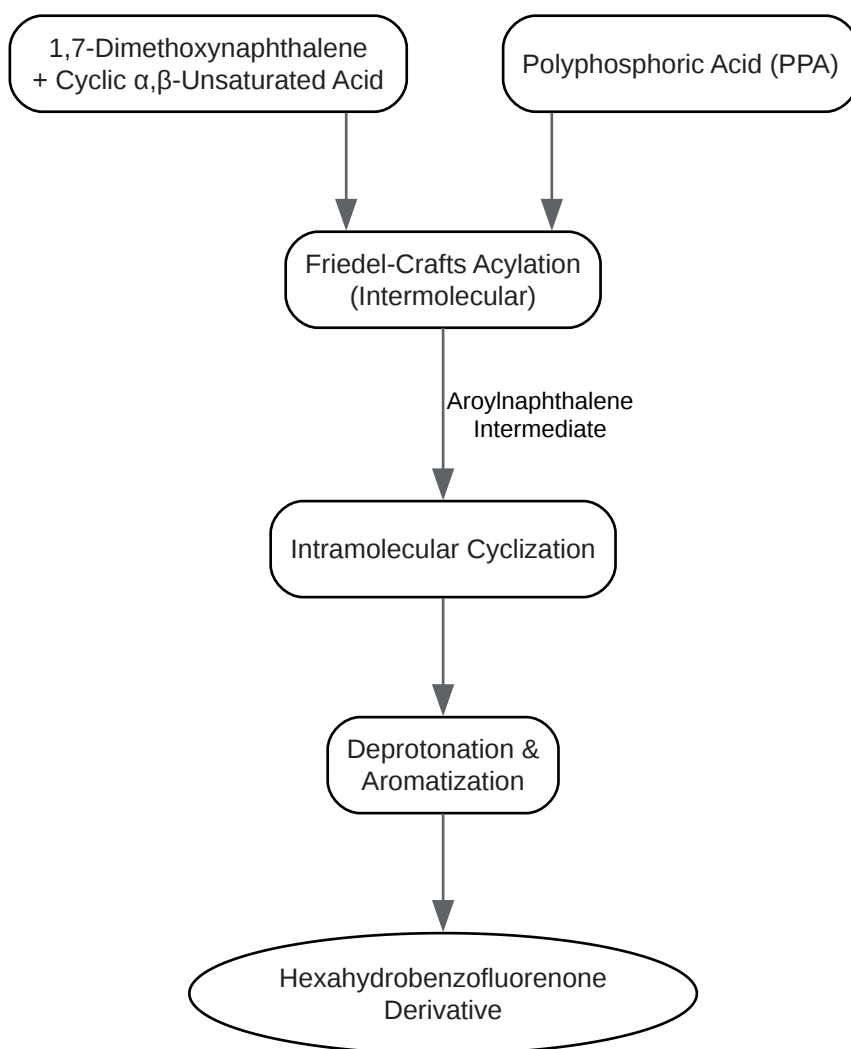 1,7-Dimethoxynaphthalene
+ Cyclic α,β-Unsaturated Acid
Polyphosphoric Acid (PPA)
Friedel-Crafts Acylation
(Intermolecular)
Aroylnaphthalene
Intermediate
Intramolecular Cyclization
Deprotonation &
Aromatization
Hexahydrobenzofluorenone
Derivative